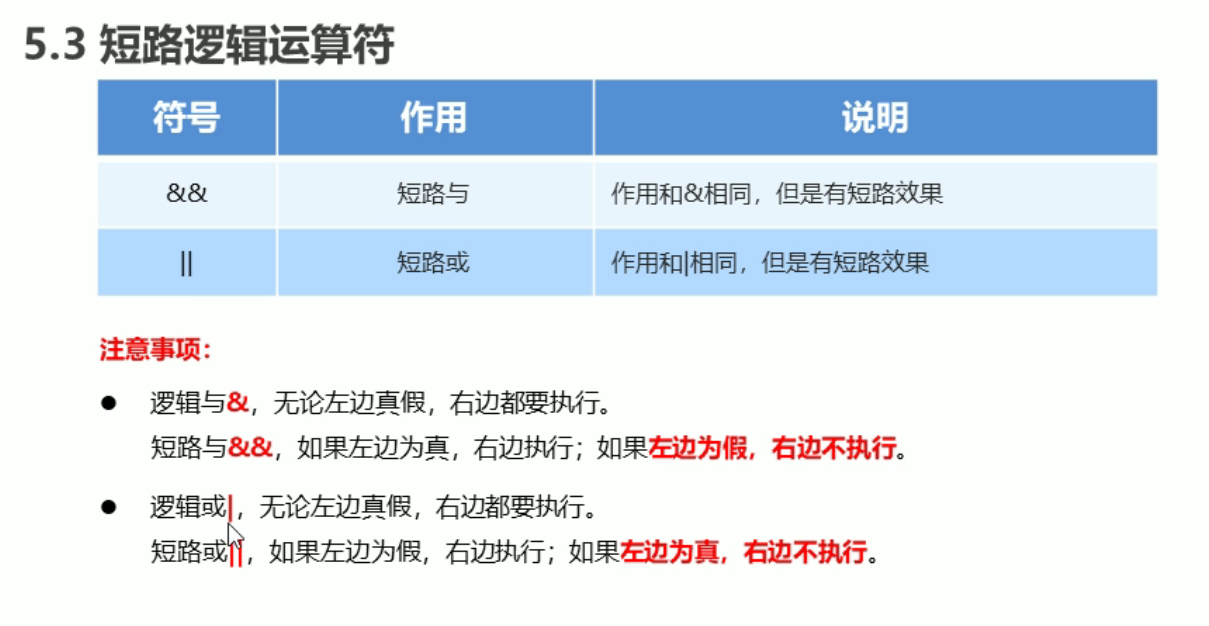 5.3 短路逻辑运算符
符号 作用 说明
&& 短路与 作用和&相同，但是有短路效果
|| 短路或 作用和|相同，但是有短路效果
注意事项：
● 逻辑与&，无论左边真假，右边都要执行。
短路与&&，如果左边为真，右边执行；如果左边为假，右边不执行。
● 逻辑或|，无论左边真假，右边都要执行。
短路或||，如果左边为假，右边执行；如果左边为真，右边不执行。